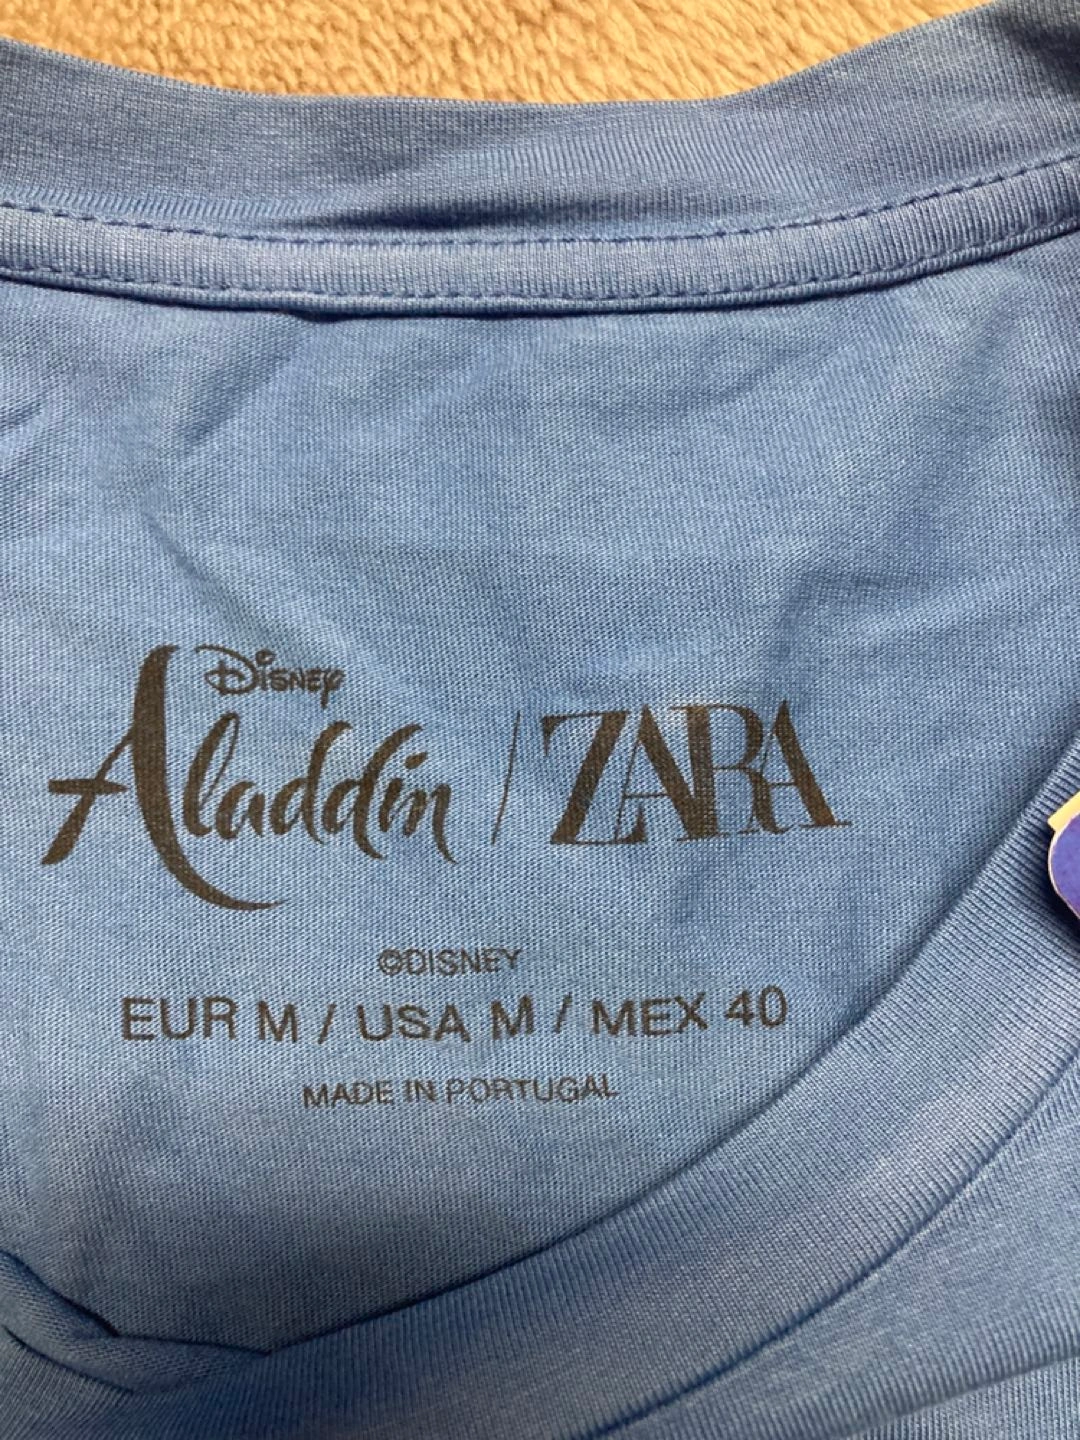 DISNEY
Aladdin / ZARA
©DISNEY
EUR M / USA M / MEX 40
MADE IN PORTUGAL